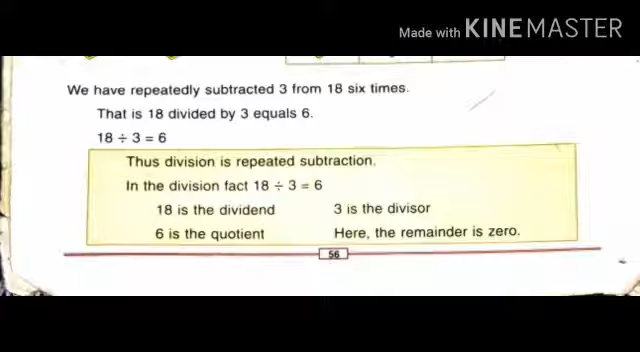 Made with KINEMASTER
We have repeatedly subtracted 3 from 18 six times.
That is 18 divided by 3 equals 6.
18 ÷ 3 = 6
Thus division is repeated subtraction.
In the division fact 18 ÷ 3 = 6
18 is the dividend 3 is the divisor
6 is the quotient Here, the remainder is zero.
56